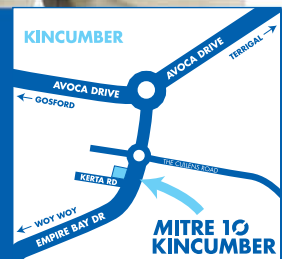 KINCUMBER
TERRIGAL →
AVOCA DRIVE
AVOCA DRIVE
← GOSFORD
THE CULLENS ROAD
KERTA RD
← WOY WOY
EMPIRE BAY DR
MITRE 10
KINCUMBER